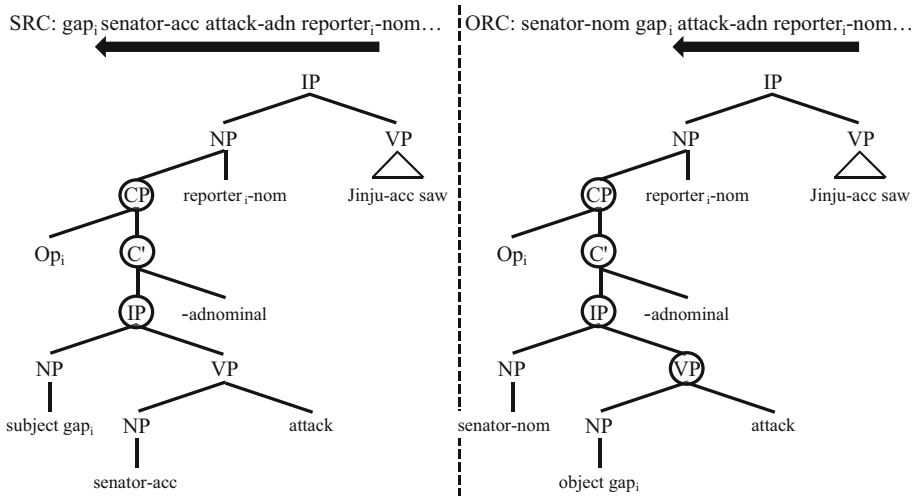 SRC: gapi senator-acc attack-adn reporteri-nom…
IP
NP VP
CP reporter i-nom Jinju-acc saw
Opi C'
IP -adnominal
NP VP
subject gapi NP attack
senator-acc
ORC: senator-nom gapi attack-adn reporteri-nom…
IP
NP VP
CP reporter i-nom Jinju-acc saw
Opi C'
IP -adnominal
NP VP
senator-nom NP attack
object gapi